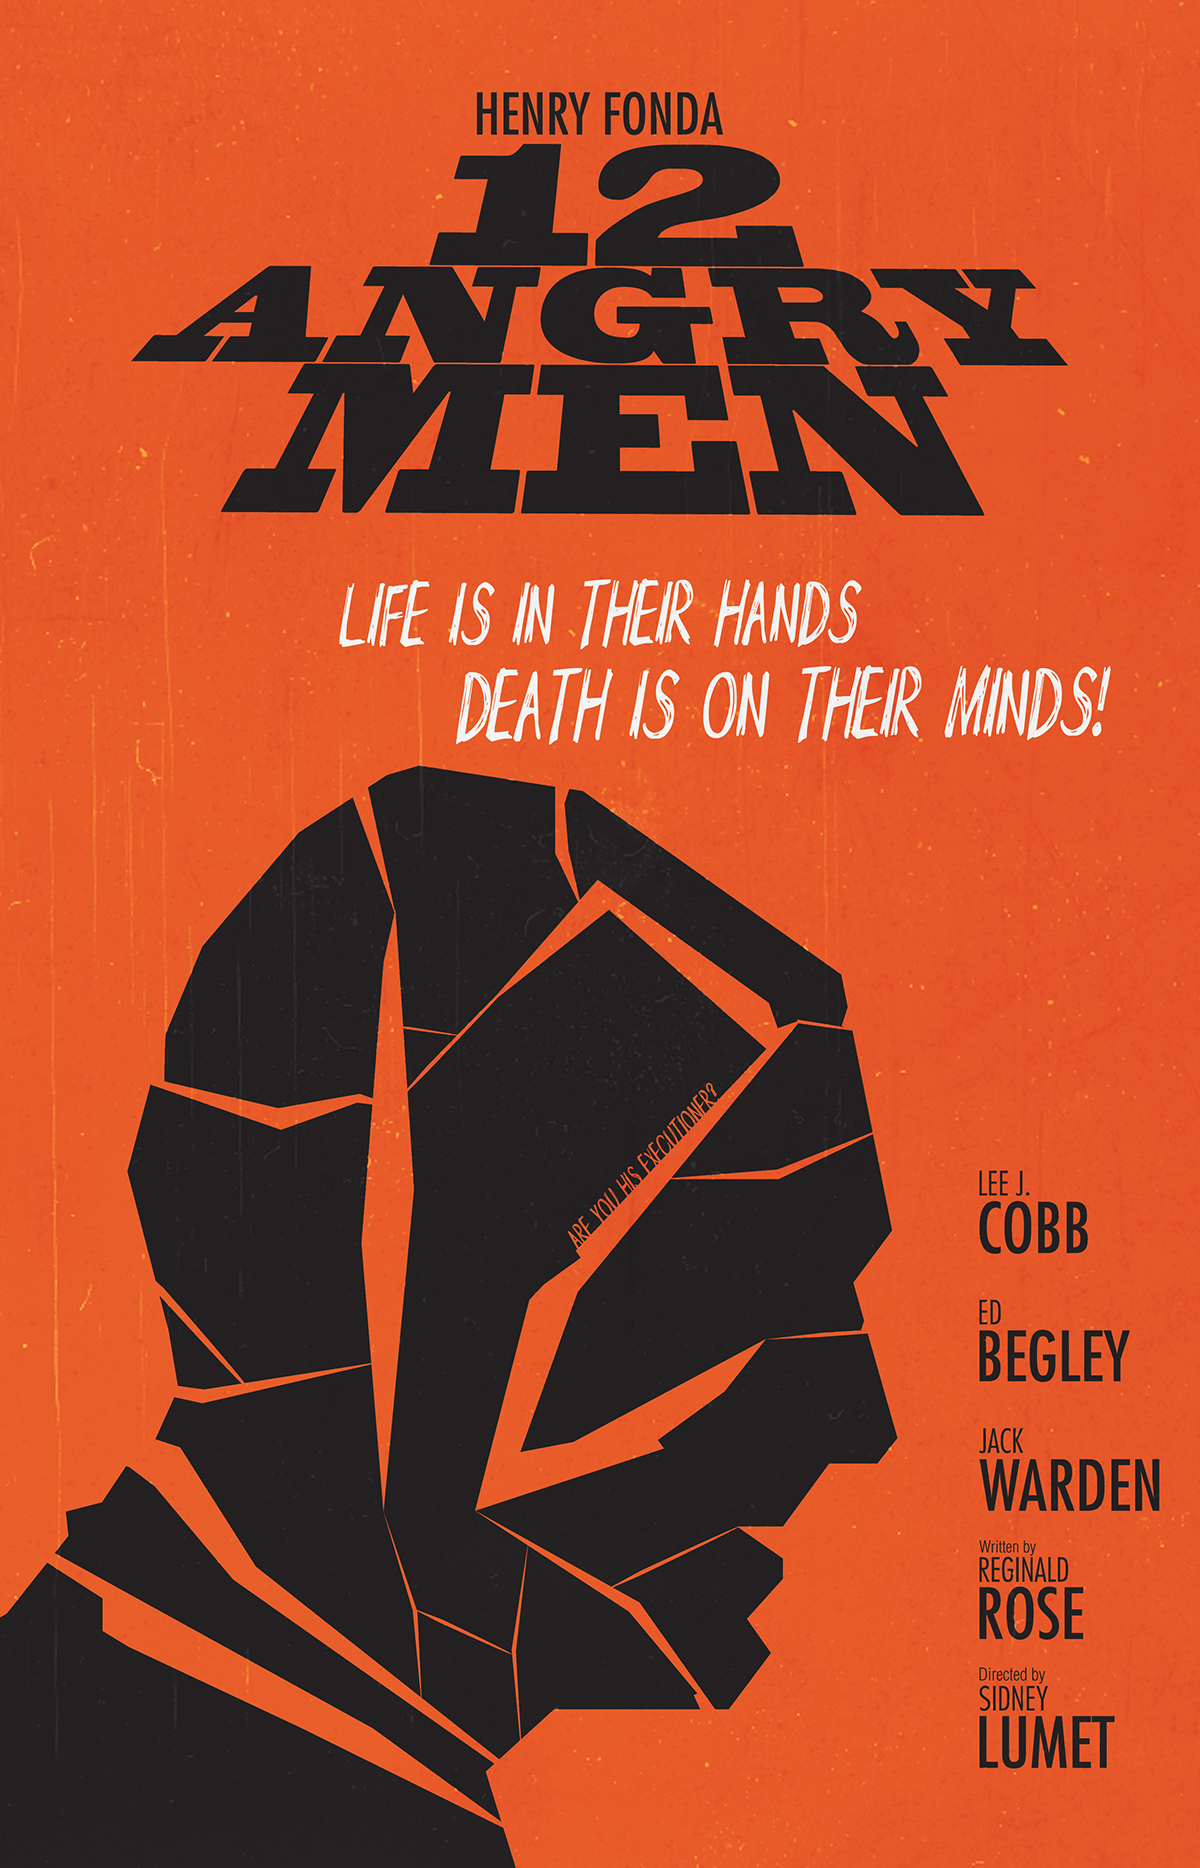 HENRY FONDA
12
ANGRY
MEN
LIFE IS IN THEIR HANDS
DEATH IS ON THEIR MINDS!
ARE YOU HIS EXECUTIONER?
LEE J.
COBB
ED
BEGLEY
JACK
WARDEN
Written by
REGINALD
ROSE
Directed by
SIDNEY
LUMET